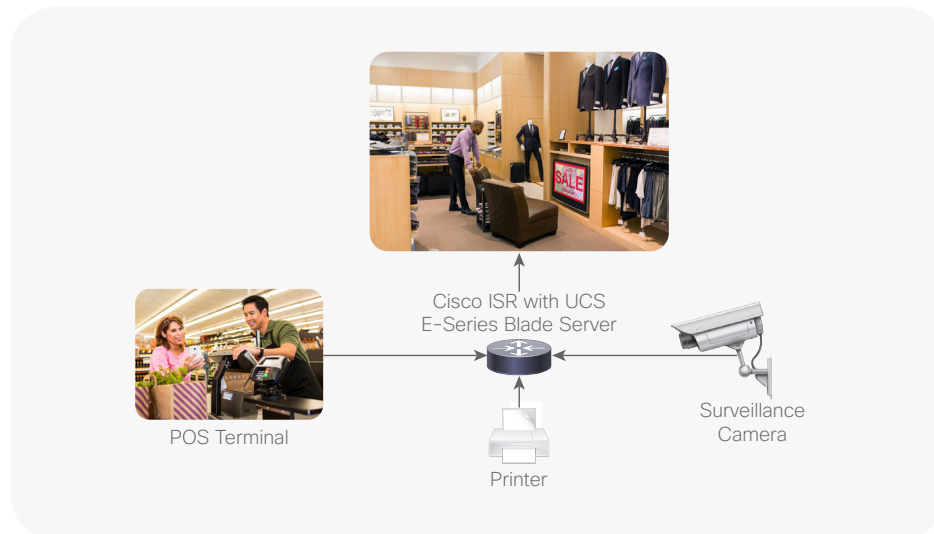 SALE
Cisco ISR with UCS
E-Series Blade Server
POS Terminal
Surveillance
Camera
Printer